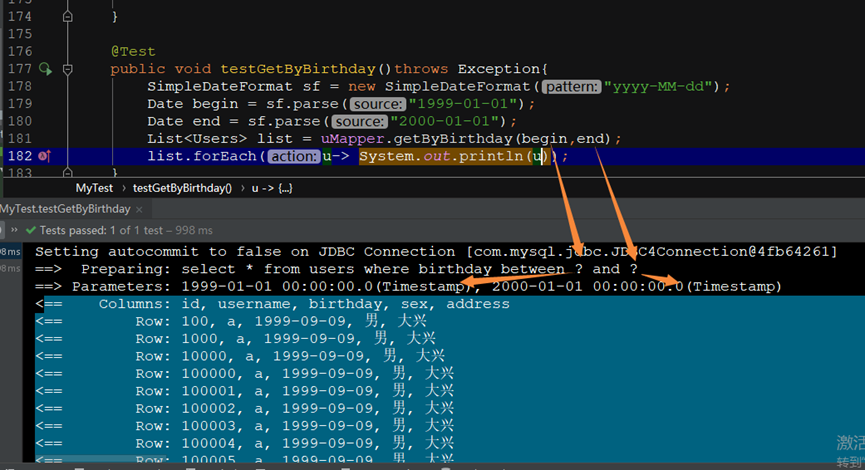 174 }
175
176 @Test
177 public void testGetByBirthday()throws Exception{
178 SimpleDateFormat sf = new SimpleDateFormat( pattern: "yyyy-MM-dd");
179 Date begin = sf.parse( source: "1999-01-01");
180 Date end = sf.parse( source: "2000-01-01");
181 List<Users> list = uMapper.getByBirthday(begin,end);
182 list.forEach( action: u-> System.out.println(u));
183 }
MyTest › testGetByBirthday() › u -> {...}
MyTest.testGetByBirthday ×
» ✔ Tests passed: 1 of 1 test – 998 ms
98 ms Setting autocommit to false on JDBC Connection [com.mysql.jdbc.JDBC4Connection@4fb64261]
98 ms ==> Preparing: select * from users where birthday between ? and ?
==> Parameters: 1999-01-01 00:00:00.0(Timestamp), 2000-01-01 00:00:00.0(Timestamp)
<== Columns: id, username, birthday, sex, address
<== Row: 100, a, 1999-09-09, 男, 大兴
<== Row: 1000, a, 1999-09-09, 男, 大兴
<== Row: 10000, a, 1999-09-09, 男, 大兴
<== Row: 100000, a, 1999-09-09, 男, 大兴
<== Row: 100001, a, 1999-09-09, 男, 大兴
<== Row: 100002, a, 1999-09-09, 男, 大兴
<== Row: 100003, a, 1999-09-09, 男, 大兴
<== Row: 100004, a, 1999-09-09, 男, 大兴
<== Row: 100005, a, 1999-09-09, 男, 大兴
激活
转到